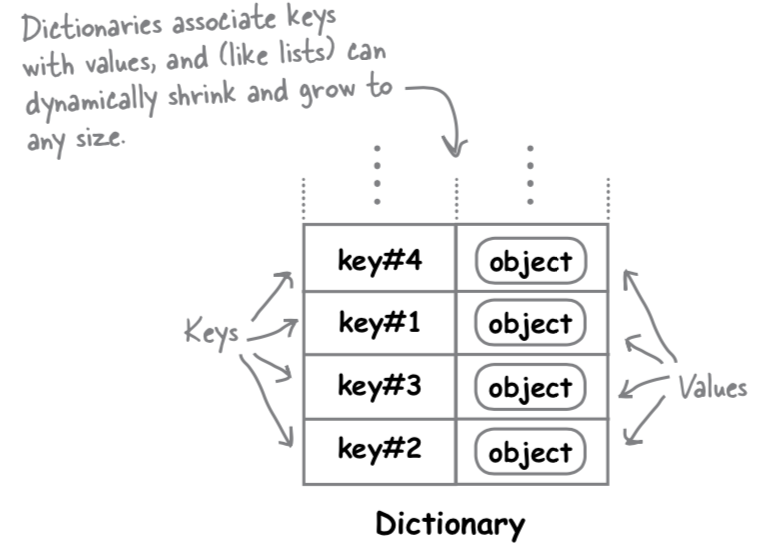 Dictionaries associate keys
with values, and (like lists) can
dynamically shrink and grow to
any size.
key#4 object
Keys
key#1 object
key#3 object
Values
key#2 object
Dictionary